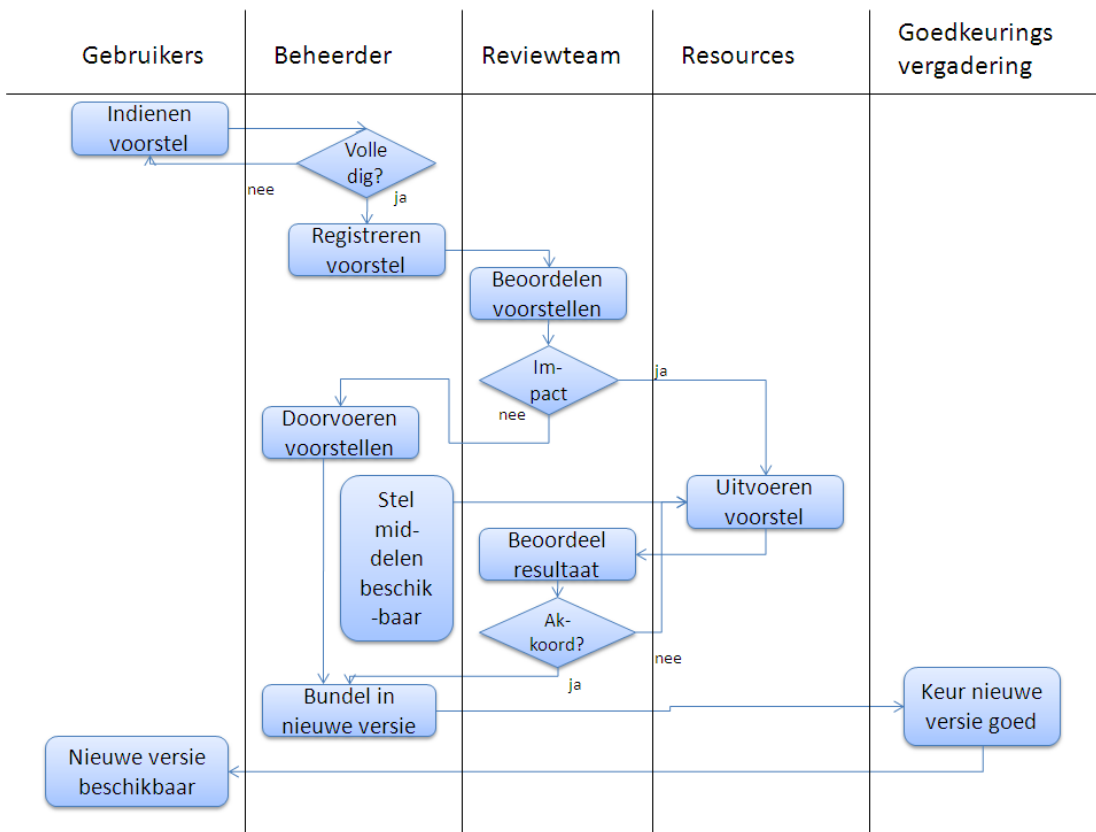 Gebruikers
Beheerder
Reviewteam
Resources
Goedkeurings
vergadering
Indienen
voorstel
Volle
dig?
nee
ja
Registreren
voorstel
Beoordelen
voorstellen
Im-
pact
ja
nee
Doorvoeren
voorstellen
Stel
mid-
delen
beschik
-baar
Uitvoeren
voorstel
Beoordeel
resultaat
Ak-
koord?
nee
ja
Bundel in
nieuwe versie
Keur nieuwe
versie goed
Nieuwe versie
beschikbaar